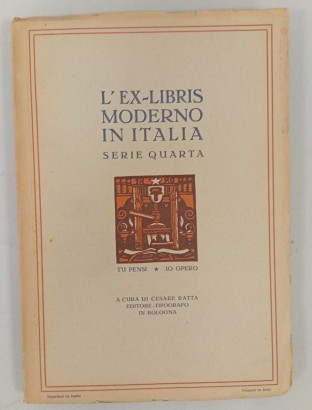 L'EX-LIBRIS
MODERNO
IN ITALIA
SERIE QUARTA
TU PENSI ★ IO OPERO
A CURA DI CESARE RATTA
EDITORE-TIPOGRAFO
IN BOLOGNA